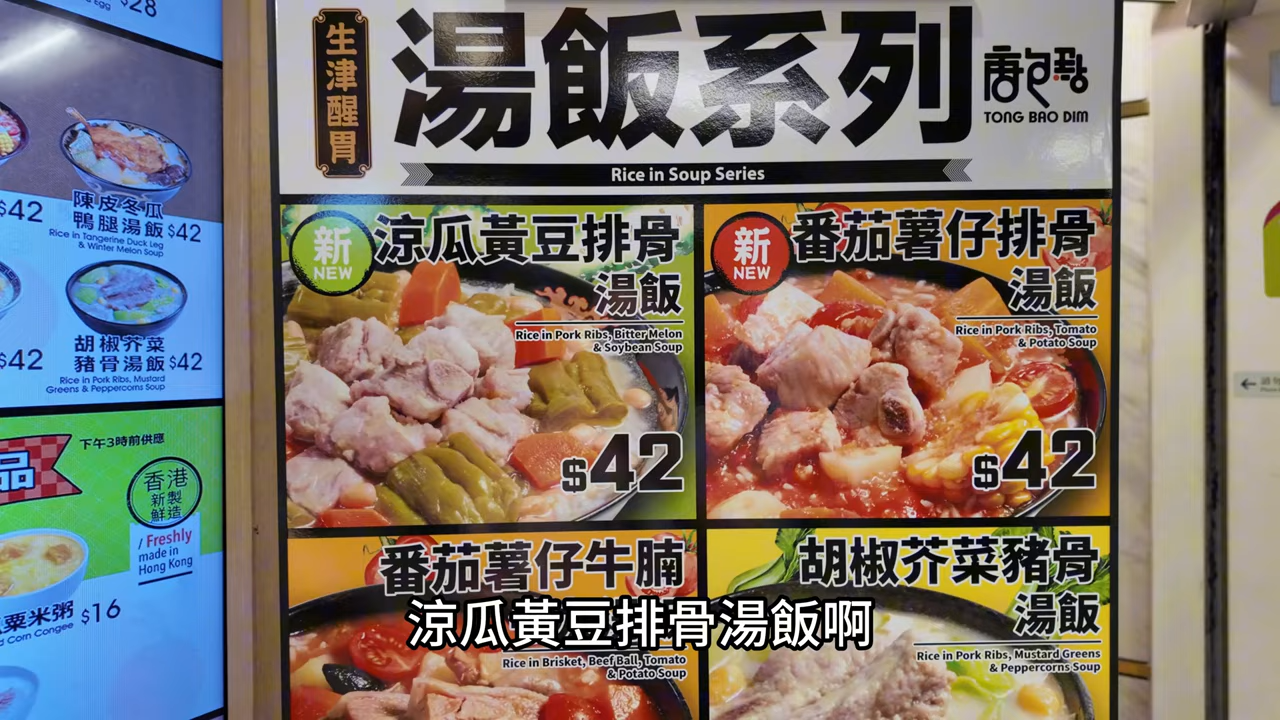 $28
$42
陳皮冬瓜
鴨腿湯飯 $42
Rice in Tangerine Duck Leg
& Winter Melon Soup
$42
胡椒芥菜
豬骨湯飯 $42
Rice in Pork Ribs, Mustard
Greens & Peppercorns Soup
下午3時前供應
品
香港
新製
鮮造
/ Freshly
made in
Hong Kong
粟米粥 $16
Corn Congee
生津醒胃
湯飯系列
唐包點
TONG BAO DIM
Rice in Soup Series
新
NEW
涼瓜黃豆排骨
湯飯
Rice in Pork Ribs, Bitter Melon
& Soybean Soup
$42
新
NEW
番茄薯仔排骨
湯飯
Rice in Pork Ribs, Tomato
& Potato Soup
$42
番茄薯仔牛腩
Rice in Brisket, Beef Ball, Tomato
& Potato Soup
胡椒芥菜豬骨
湯飯
Rice in Pork Ribs, Mustard Greens
& Peppercorns Soup
涼瓜黃豆排骨湯飯啊